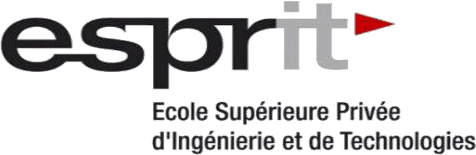 esprit
Ecole Supérieure Privée
d'Ingénierie et de Technologies